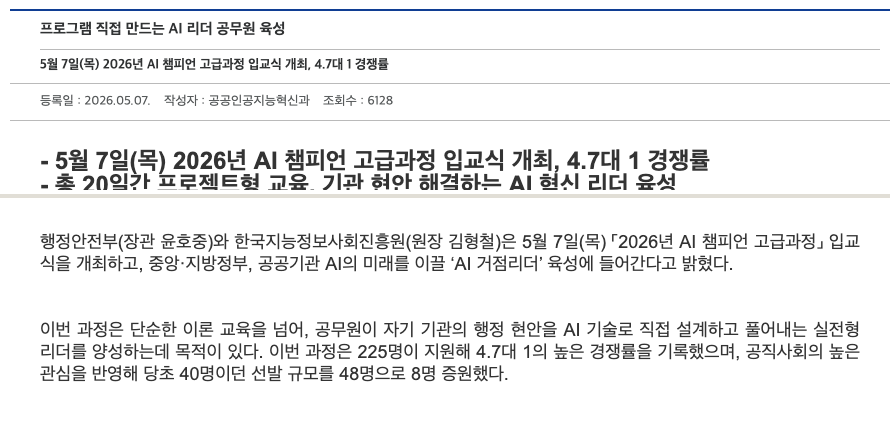 프로그램 직접 만드는 AI 리더 공무원 육성
5월 7일(목) 2026년 AI 챔피언 고급과정 입교식 개최, 4.7대 1 경쟁률
등록일 : 2026.05.07. 작성자 : 공공인공지능혁신과 조회수 : 6128
- 5월 7일(목) 2026년 AI 챔피언 고급과정 입교식 개최, 4.7대 1 경쟁률
- 총 20일간 프로젝트형 교육, 기관 현안 해결하는 AI 혁신 리더 육성
행정안전부(장관 윤호중)와 한국지능정보사회진흥원(원장 김형철)은 5월 7일(목) 「2026년 AI 챔피언 고급과정」 입교
식을 개최하고, 중앙·지방정부, 공공기관 AI의 미래를 이끌 ‘AI 거점리더’ 육성에 들어간다고 밝혔다.
이번 과정은 단순한 이론 교육을 넘어, 공무원이 자기 기관의 행정 현안을 AI 기술로 직접 설계하고 풀어내는 실전형
리더를 양성하는데 목적이 있다. 이번 과정은 225명이 지원해 4.7대 1의 높은 경쟁률을 기록했으며, 공직사회의 높은
관심을 반영해 당초 40명이던 선발 규모를 48명으로 8명 증원했다.